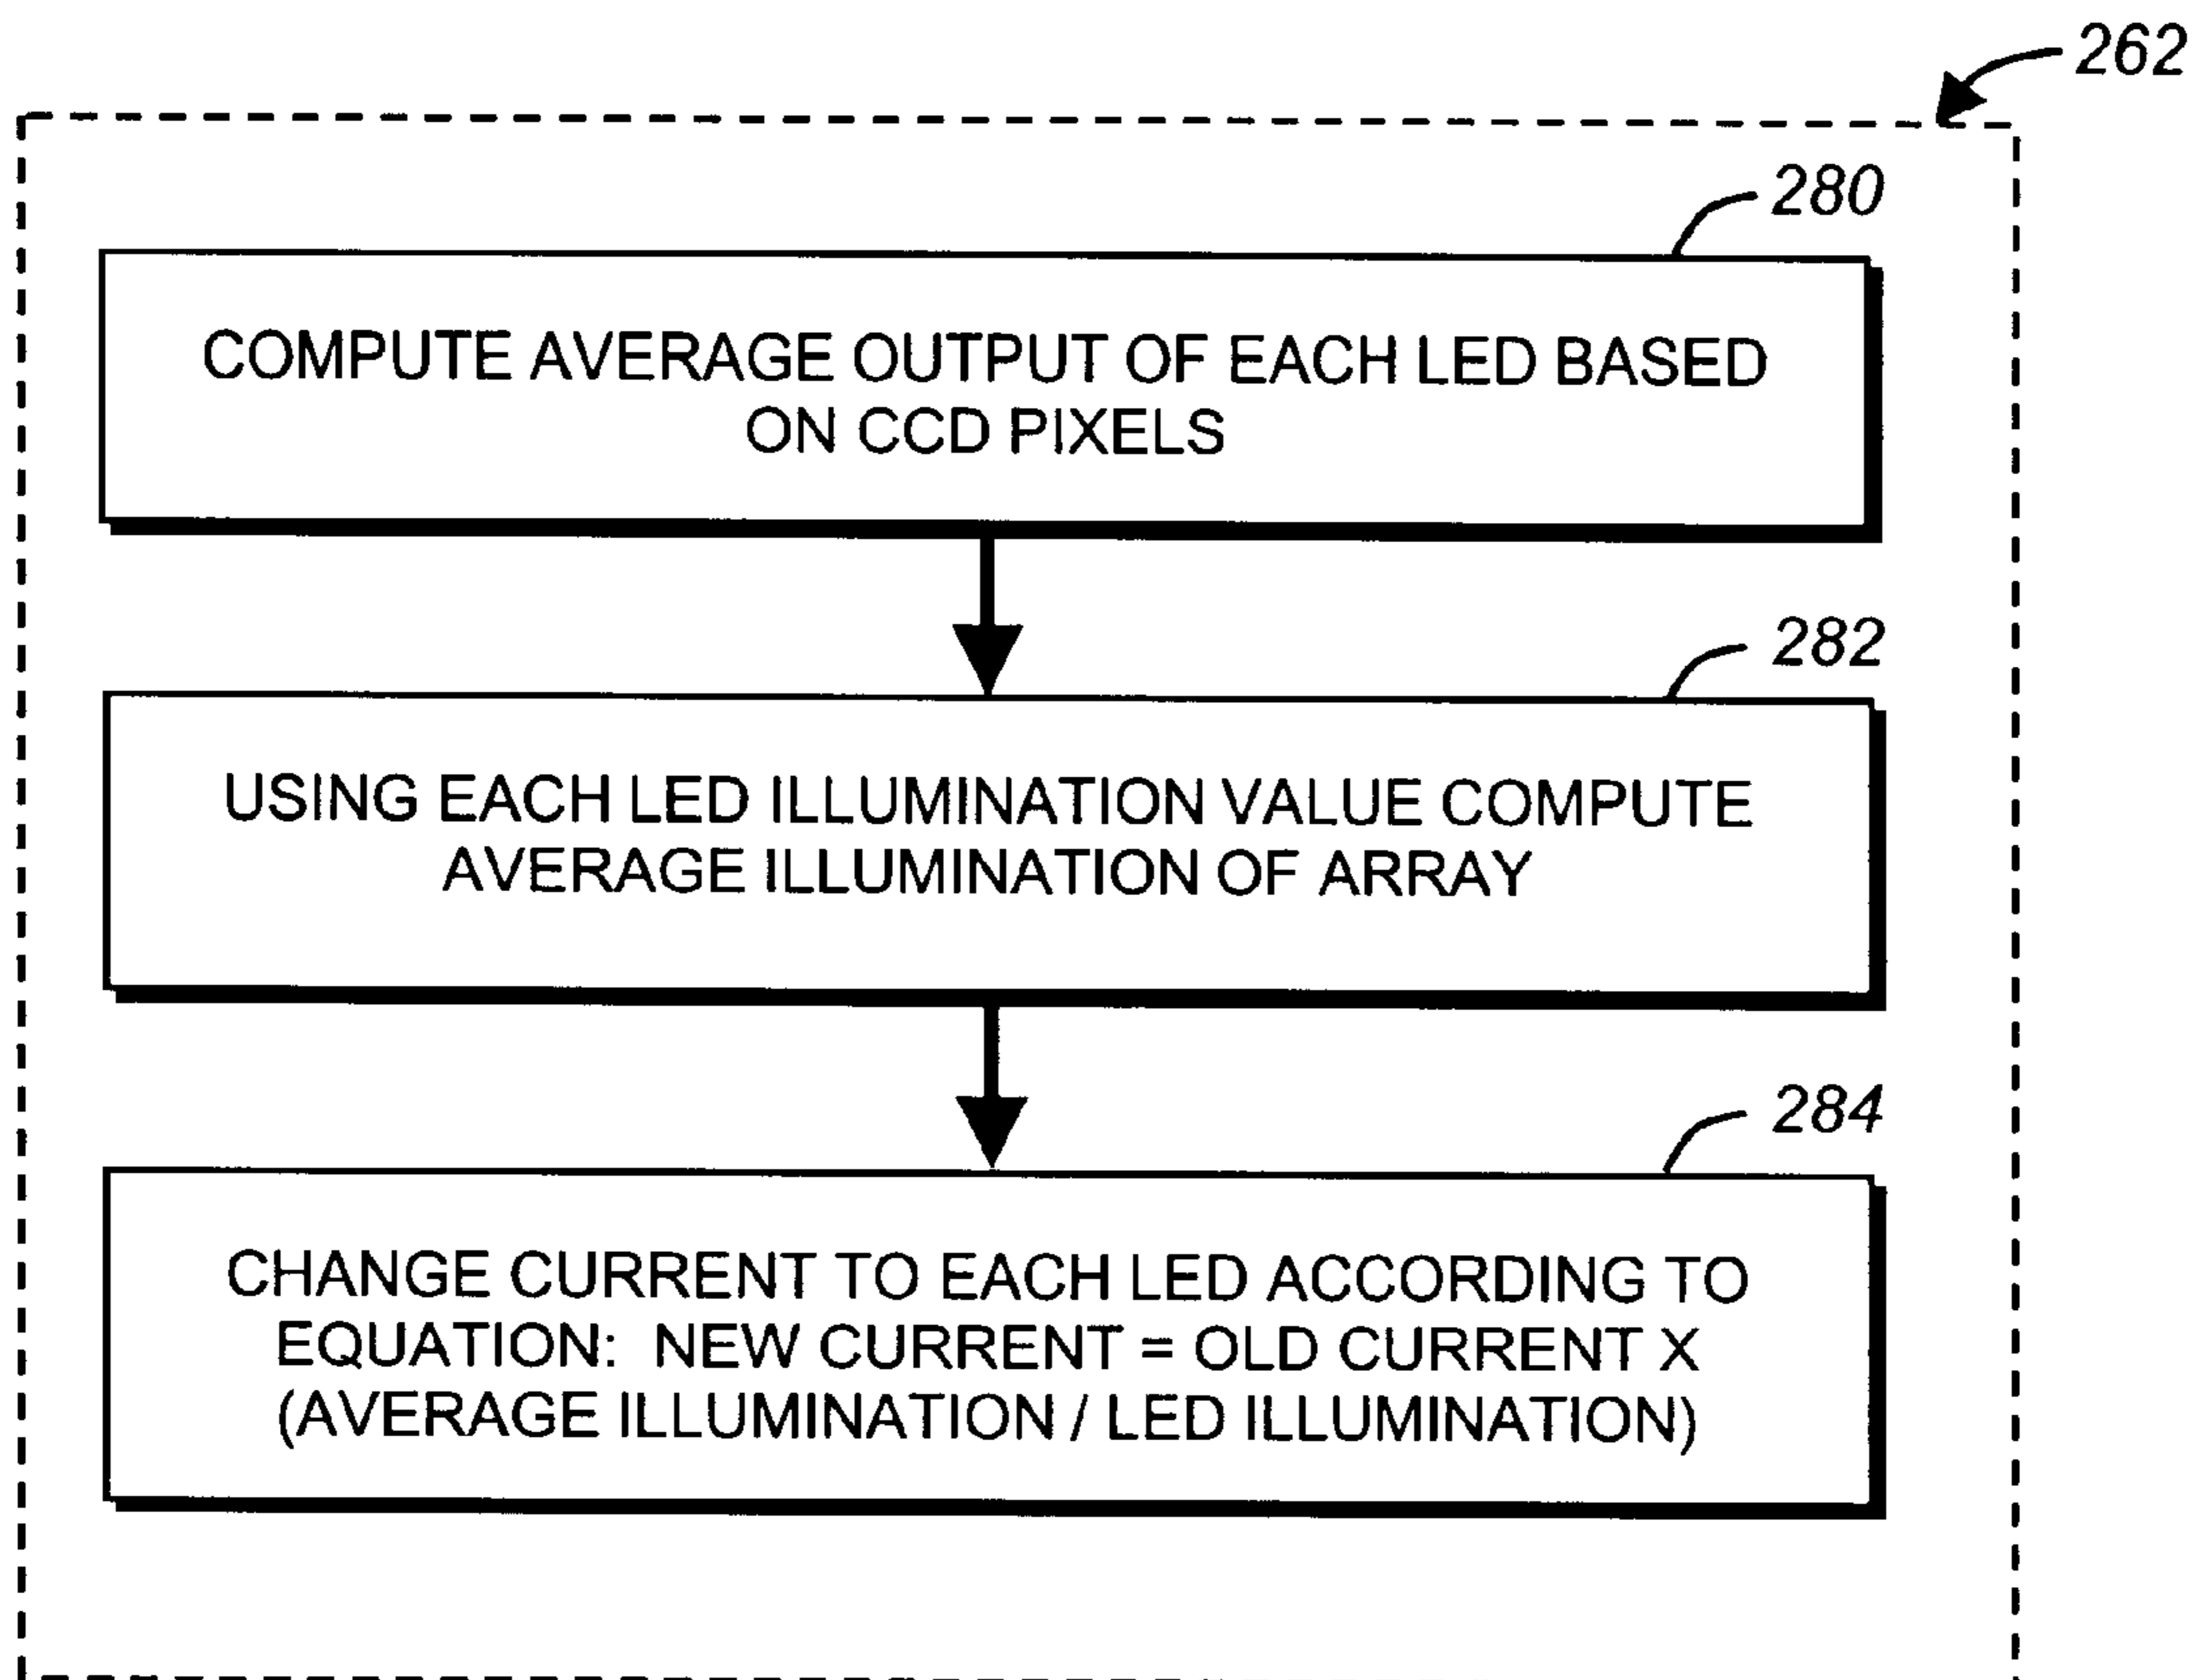 262
280
COMPUTE AVERAGE OUTPUT OF EACH LED BASED
ON CCD PIXELS
282
USING EACH LED ILLUMINATION VALUE COMPUTE
AVERAGE ILLUMINATION OF ARRAY
284
CHANGE CURRENT TO EACH LED ACCORDING TO
EQUATION: NEW CURRENT = OLD CURRENT X
(AVERAGE ILLUMINATION / LED ILLUMINATION)